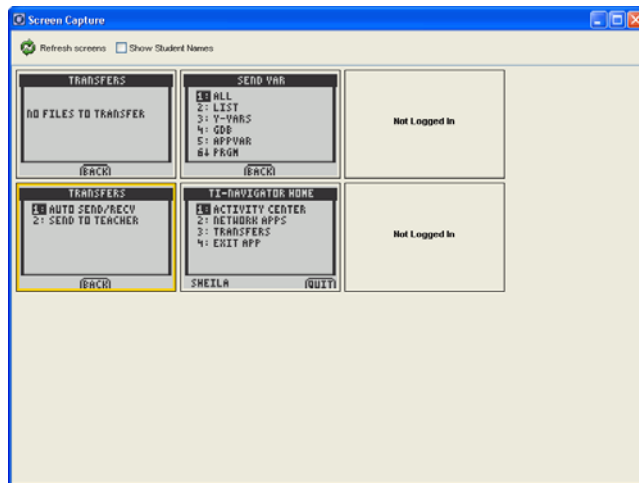 Screen Capture
Refresh screens Show Student Names
TRANSFERS
NO FILES TO TRANSFER
(BACK)
SEND VAR
1: ALL
2: LIST
3: Y-VARS
4: GDB
5: APPVAR
6↓ PRGM
(BACK)
Not Logged In
TRANSFERS
1: AUTO SEND/RECV
2: SEND TO TEACHER
(BACK)
TI-NAVIGATOR HOME
1: ACTIVITY CENTER
2: NETWORK APPS
3: TRANSFERS
4: EXIT APP
SHEILA (QUIT)
Not Logged In